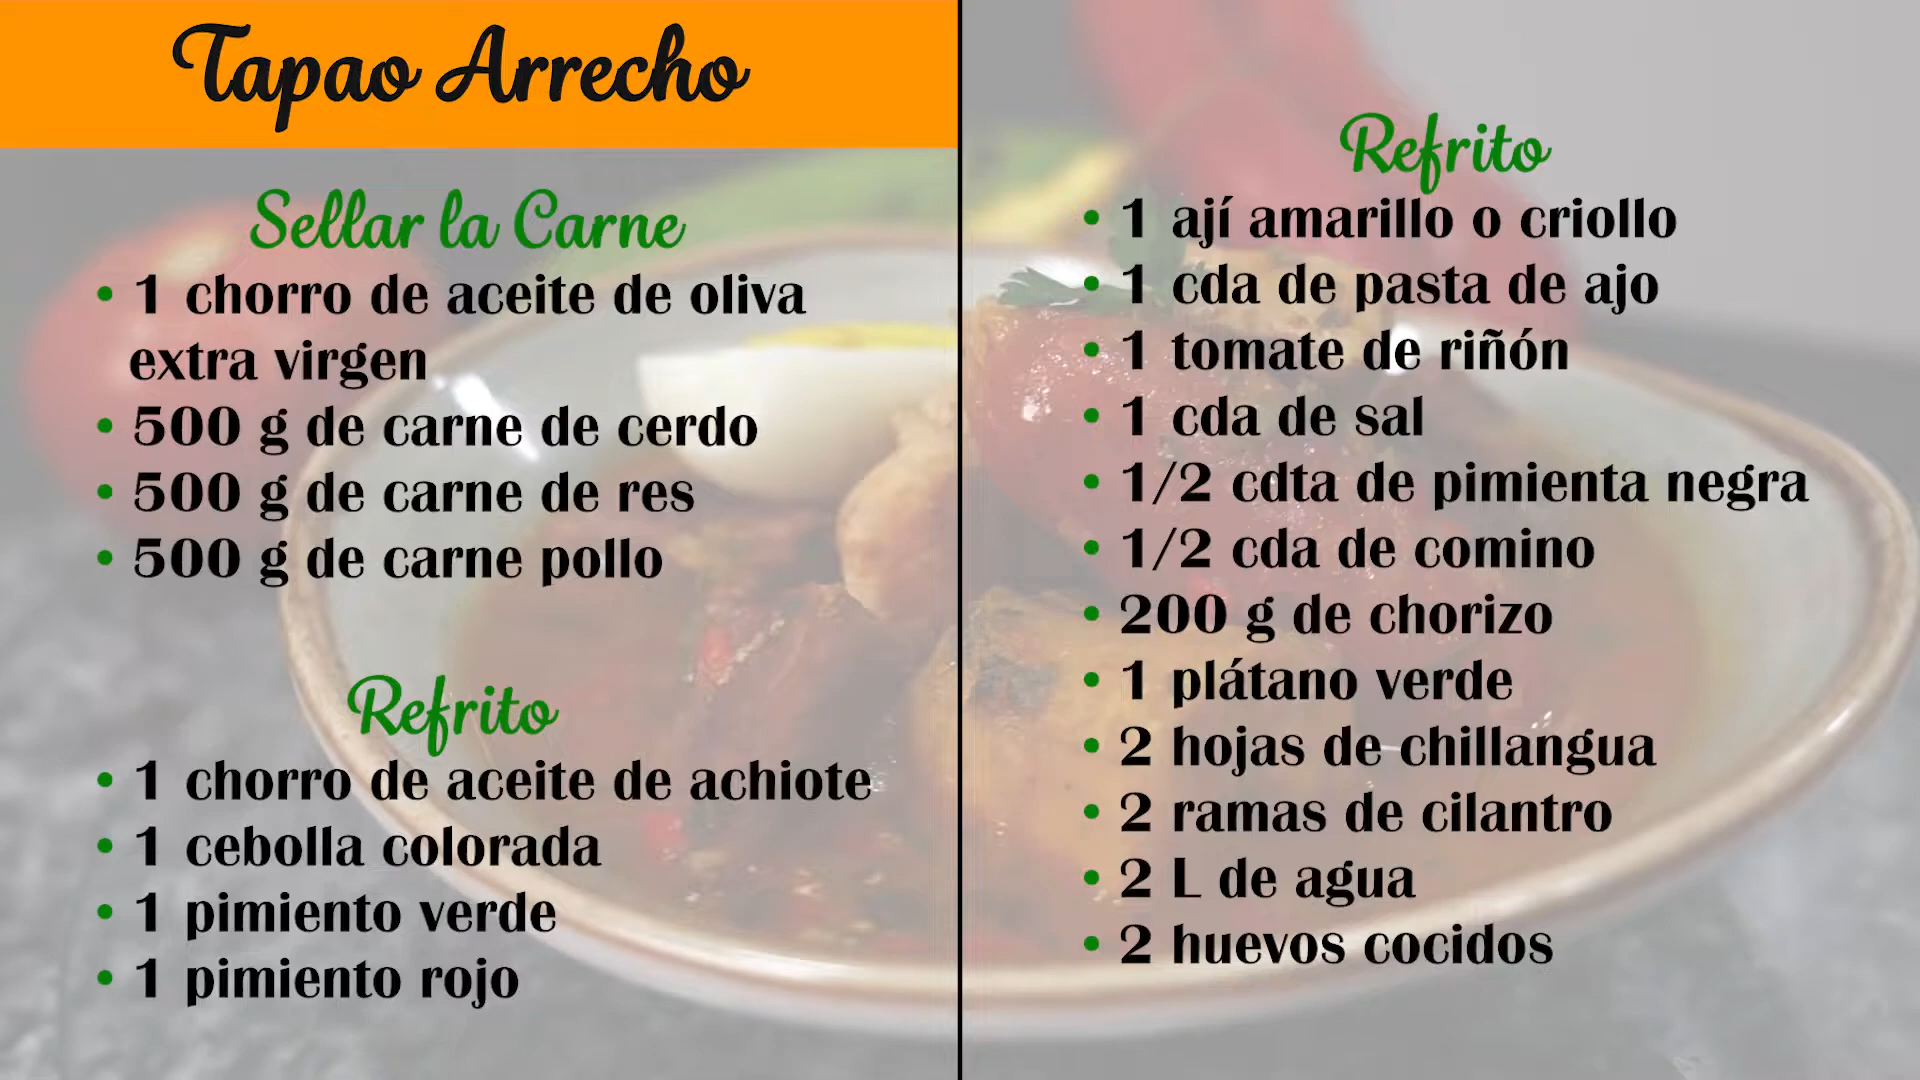 Tapao Arrecho
Sellar la Carne
• 1 chorro de aceite de oliva
extra virgen
• 500 g de carne de cerdo
• 500 g de carne de res
• 500 g de carne pollo
Refrito
• 1 chorro de aceite de achiote
• 1 cebolla colorada
• 1 pimiento verde
• 1 pimiento rojo
Refrito
• 1 ají amarillo o criollo
• 1 cda de pasta de ajo
• 1 tomate de riñón
• 1 cda de sal
• 1/2 cdta de pimienta negra
• 1/2 cda de comino
• 200 g de chorizo
• 1 plátano verde
• 2 hojas de chillangua
• 2 ramas de cilantro
• 2 L de agua
• 2 huevos cocidos